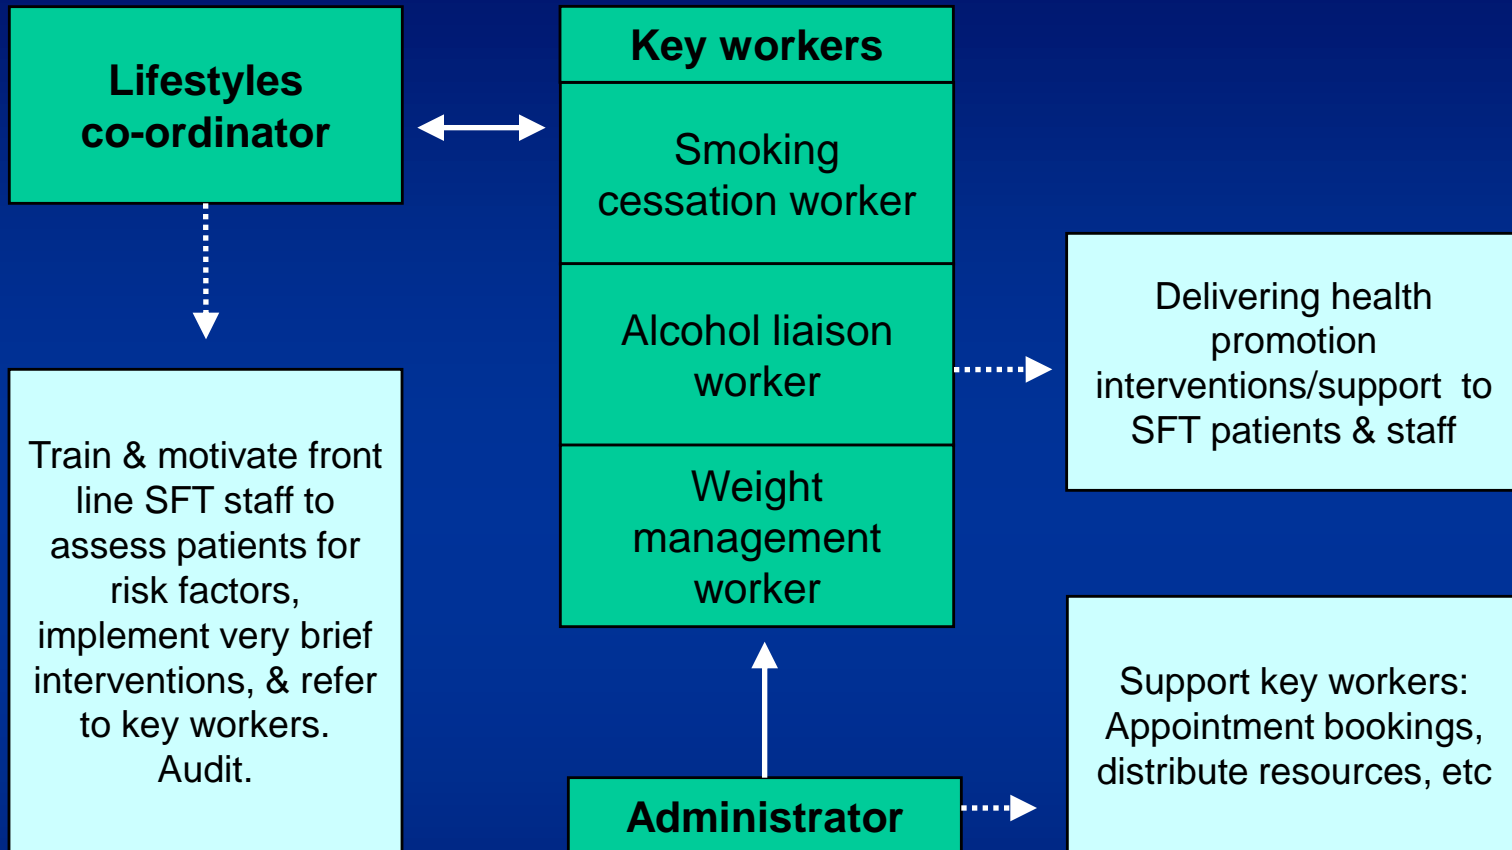 Lifestyles
co-ordinator
Train & motivate front
line SFT staff to
assess patients for
risk factors,
implement very brief
interventions, & refer
to key workers.
Audit.
Key workers
Smoking
cessation worker
Alcohol liaison
worker
Weight
management
worker
Administrator
Delivering health
promotion
interventions/support to
SFT patients & staff
Support key workers:
Appointment bookings,
distribute resources, etc